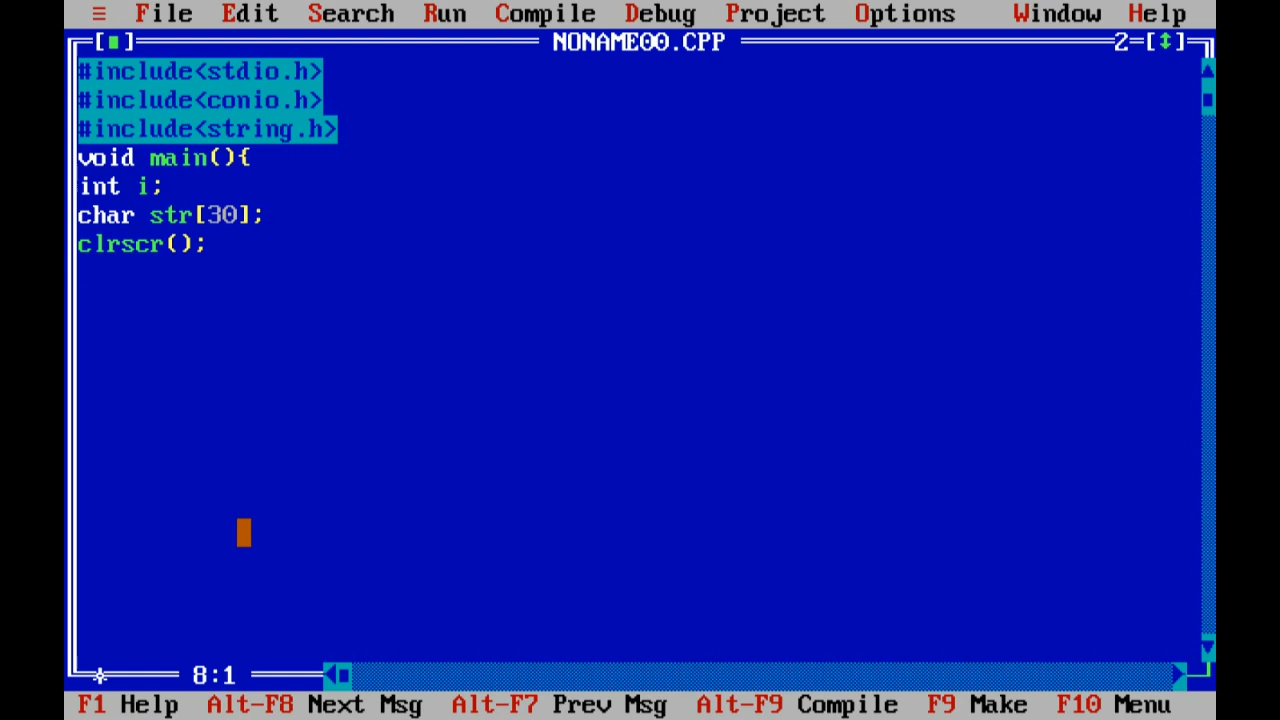 ≡ File Edit Search Run Compile Debug Project Options Window Help
[■] NONAME00.CPP 2=[↕]
#include<stdio.h>
#include<conio.h>
#include<string.h>
void main(){
int i;
char str[30];
clrscr();
8:1
F1 Help Alt-F8 Next Msg Alt-F7 Prev Msg Alt-F9 Compile F9 Make F10 Menu